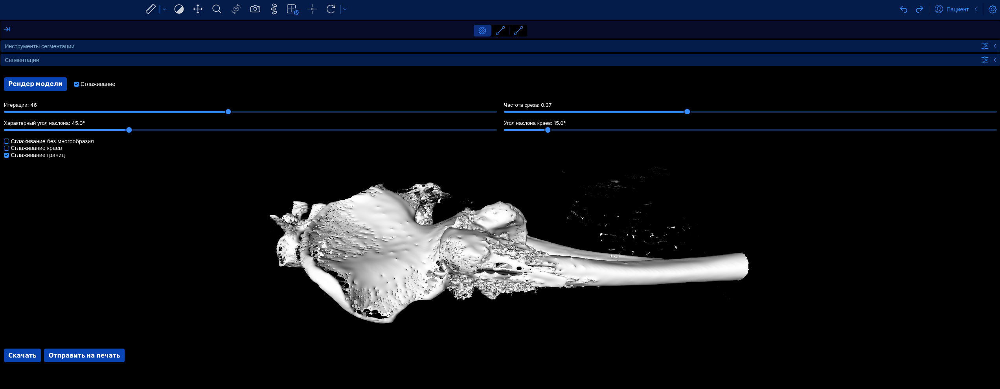 Пациент
Инструменты сегментации
Сегментации
Рендер модели
Сглаживание
Итерации: 46
Частота среза: 0.37
Характерный угол наклона: 45.0°
Угол наклона краев: 15.0°
Сглаживание без многообразия
Сглаживание краев
Сглаживание границ
Скачать
Отправить на печать